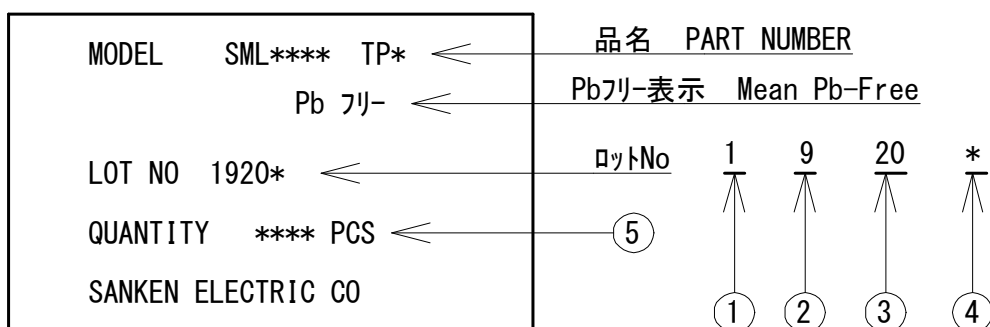 MODEL SML**** TP*
品名 PART NUMBER
Pb フリー
Pbフリー表示 Mean Pb-Free
LOT NO 1920*
ロットNo 1 9 20 *
QUANTITY **** PCS
⑤
SANKEN ELECTRIC CO
① ② ③ ④